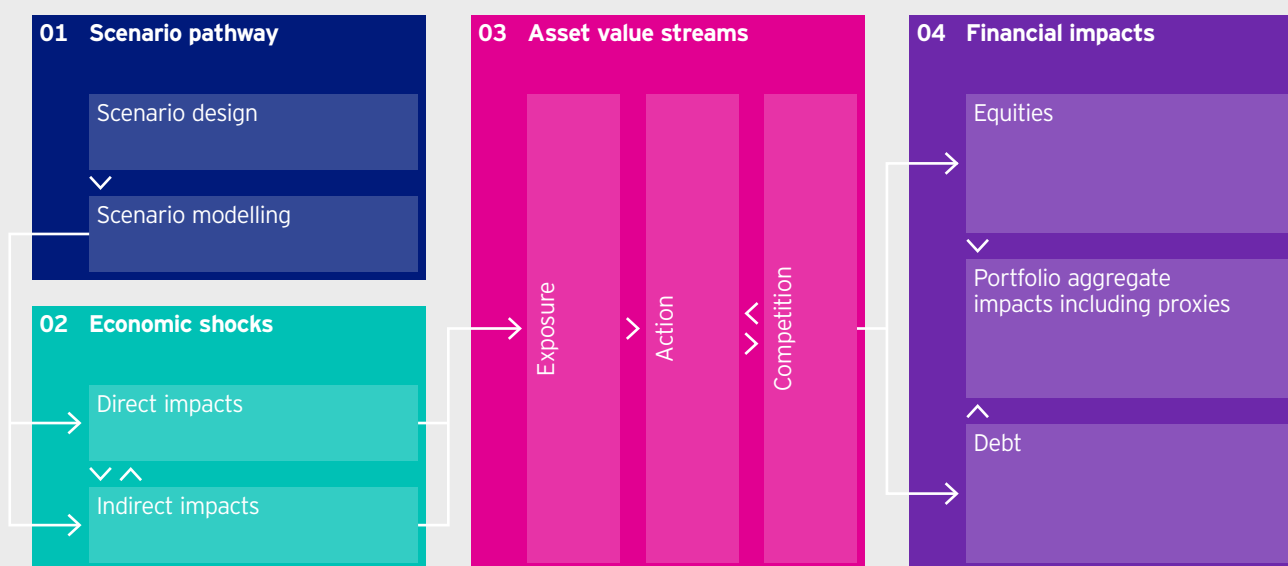 01 Scenario pathway
Scenario design
Scenario modelling
02 Economic shocks
Direct impacts
Indirect impacts
03 Asset value streams
Exposure
Action
Competition
04 Financial impacts
Equities
Portfolio aggregate
impacts including proxies
Debt